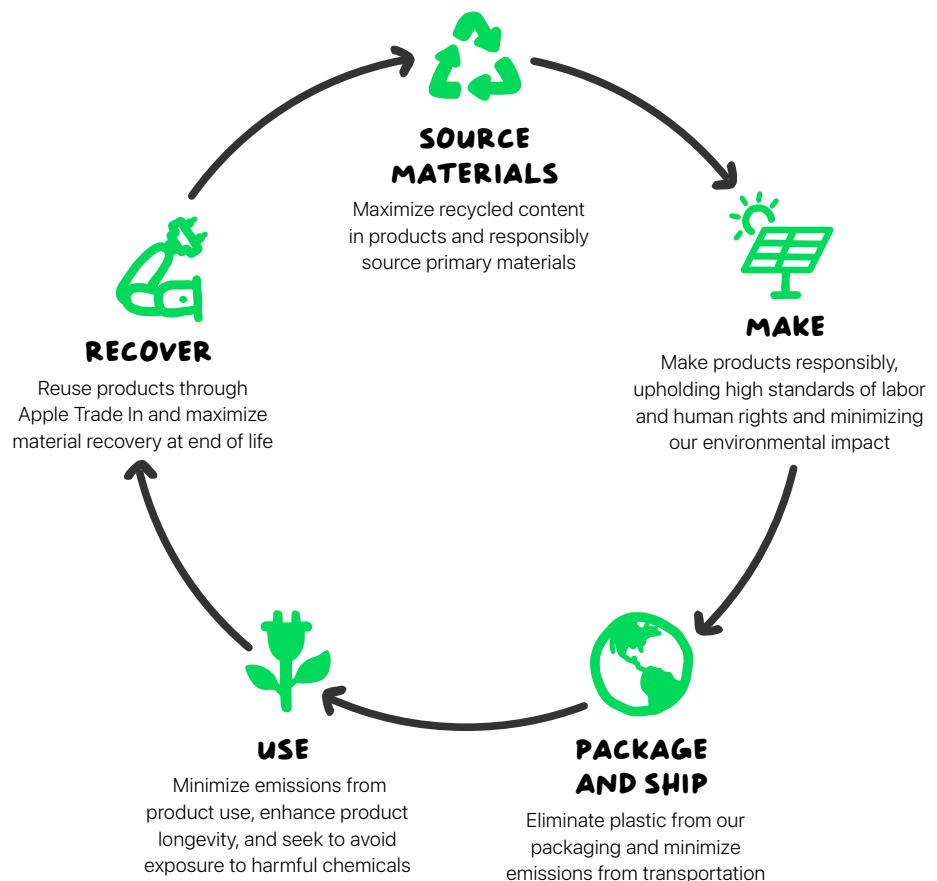 SOURCE
MATERIALS
Maximize recycled content
in products and responsibly
source primary materials
MAKE
Make products responsibly,
upholding high standards of labor
and human rights and minimizing
our environmental impact
PACKAGE
AND SHIP
Eliminate plastic from our
packaging and minimize
emissions from transportation
USE
Minimize emissions from
product use, enhance product
longevity, and seek to avoid
exposure to harmful chemicals
RECOVER
Reuse products through
Apple Trade In and maximize
material recovery at end of life